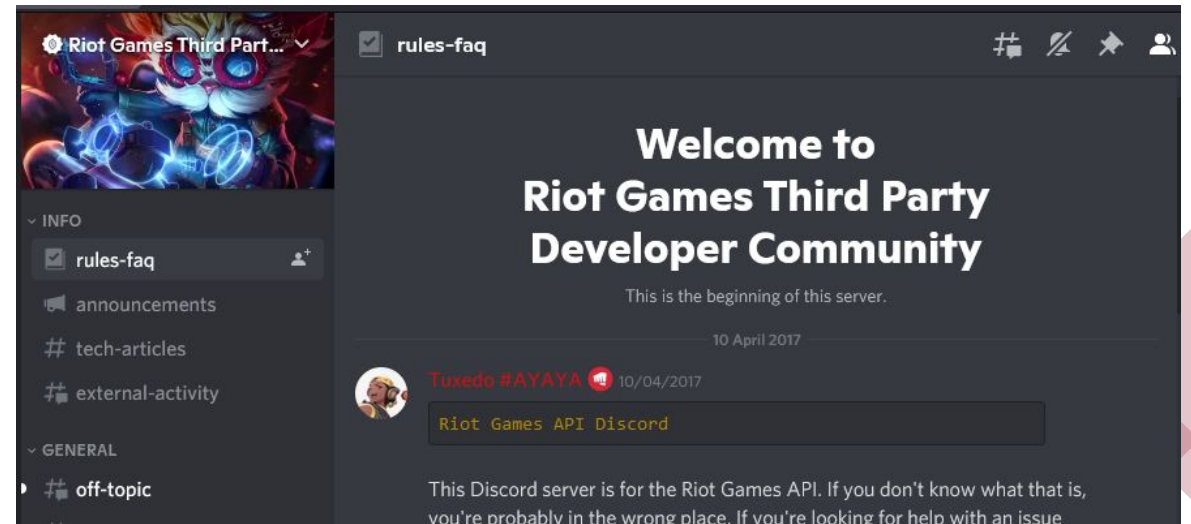 Riot Games Third Part...
INFO
rules-faq
announcements
tech-articles
external-activity
GENERAL
off-topic
rules-faq
Welcome to
Riot Games Third Party
Developer Community
This is the beginning of this server.
10 April 2017
Tuxedo #AYAYA 10/04/2017
Riot Games API Discord
This Discord server is for the Riot Games API. If you don't know what that is,
you're probably in the wrong place. If you're looking for help with an issue